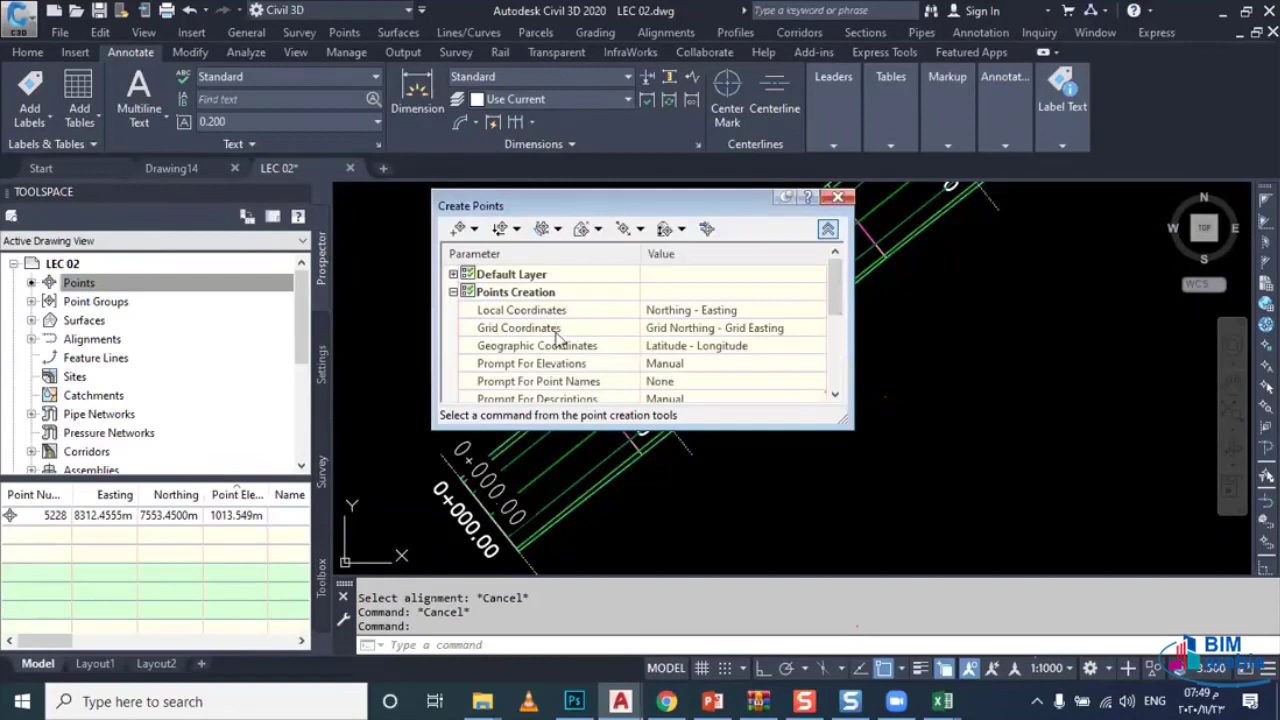 C3D
Civil 3D
Autodesk Civil 3D 2020
LEC 02.dwg
Type a keyword or phrase
Sign In
File
Edit
View
Insert
General
Survey
Points
Surfaces
Lines/Curves
Parcels
Grading
Alignments
Profiles
Corridors
Sections
Pipes
Annotation
Inquiry
Window
Express
Home
Insert
Annotate
Modify
Analyze
View
Manage
Output
Survey
Rail
Transparent
InfraWorks
Collaborate
Help
Add-ins
Express Tools
Featured Apps
Add
Labels
Add
Tables
Multiline
Text
Standard
Find text
0.200
Dimension
Standard
Use Current
Center
Mark
Centerline
Leaders
Tables
Markup
Annotat...
Label Text
Labels & Tables
Text
Dimensions
Centerlines
Start
Drawing14
LEC 02*
TOOLSPACE
Active Drawing View
LEC 02
Points
Point Groups
Surfaces
Alignments
Feature Lines
Sites
Catchments
Pipe Networks
Pressure Networks
Corridors
Assemblies
Prospector
Settings
Survey
Toolbox
Point Nu...
Easting
Northing
Point Ele...
Name
5228
8312.4555m
7553.4500m
1013.549m
Create Points
Parameter
Value
Default Layer
Points Creation
Local Coordinates
Northing - Easting
Grid Coordinates
Grid Northing - Grid Easting
Geographic Coordinates
Latitude - Longitude
Prompt For Elevations
Manual
Prompt For Point Names
None
Prompt For Descriptions
Manual
Select a command from the point creation tools
N
W
TOP
E
S
WCS
0+000.00
0+000.00
Y
X
Select alignment: *Cancel*
Command: *Cancel*
Command:
Type a command
Model
Layout1
Layout2
MODEL
1:1000
3.500
BIM
arabia
Type here to search
ENG
07:49 م
٢٠٢٠/١١/٢٣